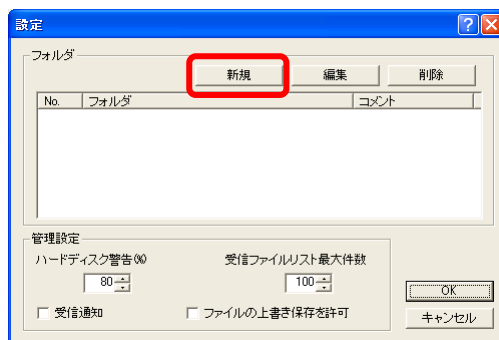 設定
フォルダ
新規 編集 削除
No. フォルダ コメント
管理設定
ハードディスク警告(%) 受信ファイルリスト最大件数
80 100
OK
受信通知 ファイルの上書き保存を許可
キャンセル